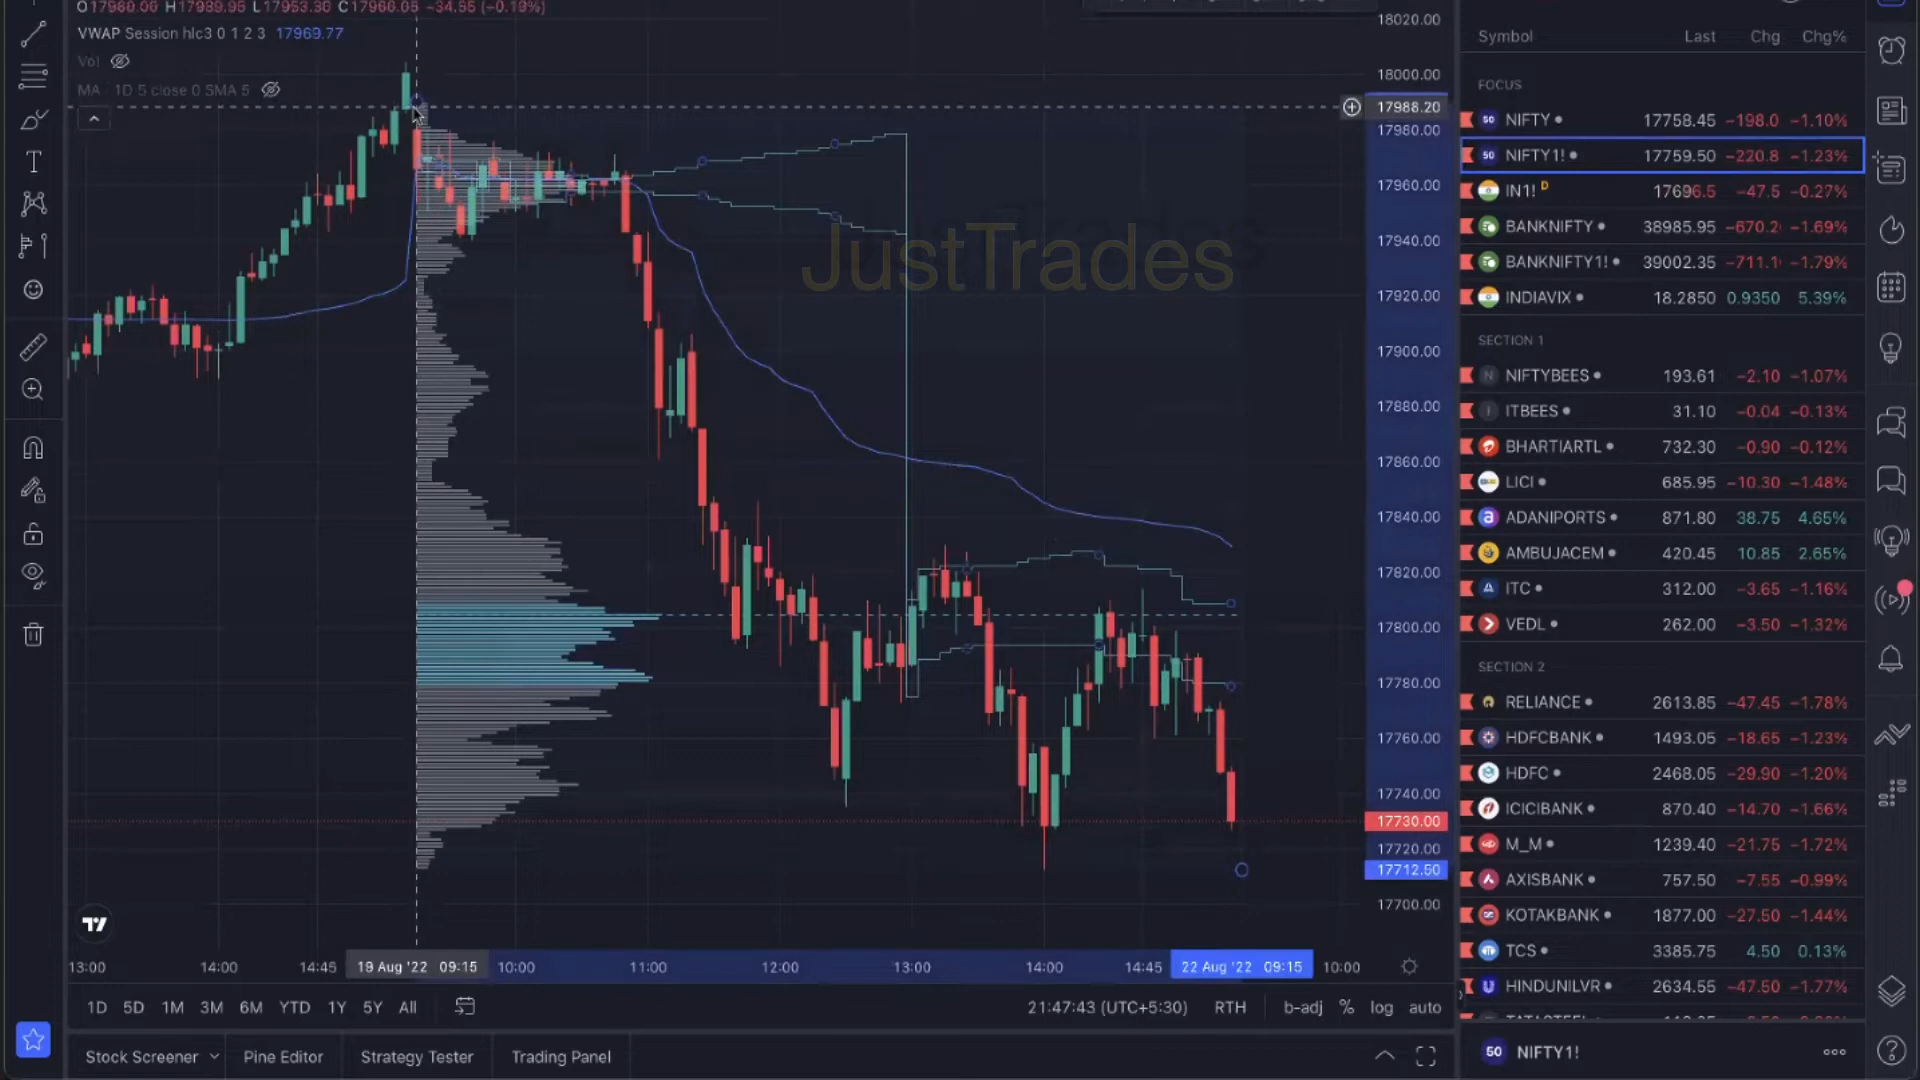 O17960.00 H17989.95 L17953.30 C17960.05 −34.55 (−0.19%)
VWAP Session hlc3 0 1 2 3 17969.77
Vol
MA 1D 5 close 0 SMA 5
JustTrades
18020.00
18000.00
17988.20
17980.00
17960.00
17940.00
17920.00
17900.00
17880.00
17860.00
17840.00
17820.00
17800.00
17780.00
17760.00
17740.00
17730.00
17720.00
17712.50
17700.00
13:00 14:00 14:45 19 Aug '22 09:15 10:00 11:00 12:00 13:00 14:00 14:45 22 Aug '22 09:15 10:00
1D 5D 1M 3M 6M YTD 1Y 5Y All 21:47:43 (UTC+5:30) RTH b-adj % log auto
Stock Screener Pine Editor Strategy Tester Trading Panel
Symbol Last Chg Chg%
FOCUS
50 NIFTY 17758.45 −198.0 −1.10%
50 NIFTY1! 17759.50 −220.8 −1.23%
IN1! D 17696.5 −47.5 −0.27%
BANKNIFTY 38985.95 −670.2 −1.69%
BANKNIFTY1! 39002.35 −711.1 −1.79%
INDIAVIX 18.2850 0.9350 5.39%
SECTION 1
N NIFTYBEES 193.61 −2.10 −1.07%
I ITBEES 31.10 −0.04 −0.13%
BHARTIARTL 732.30 −0.90 −0.12%
LICI 685.95 −10.30 −1.48%
ADANIPORTS 871.80 38.75 4.65%
AMBUJACEM 420.45 10.85 2.65%
ITC 312.00 −3.65 −1.16%
VEDL 262.00 −3.50 −1.32%
SECTION 2
RELIANCE 2613.85 −47.45 −1.78%
HDFCBANK 1493.05 −18.65 −1.23%
HDFC 2468.05 −29.90 −1.20%
ICICIBANK 870.40 −14.70 −1.66%
M_M 1239.40 −21.75 −1.72%
AXISBANK 757.50 −7.55 −0.99%
KOTAKBANK 1877.00 −27.50 −1.44%
TCS 3385.75 4.50 0.13%
HINDUNILVR 2634.55 −47.50 −1.77%
50 NIFTY1!